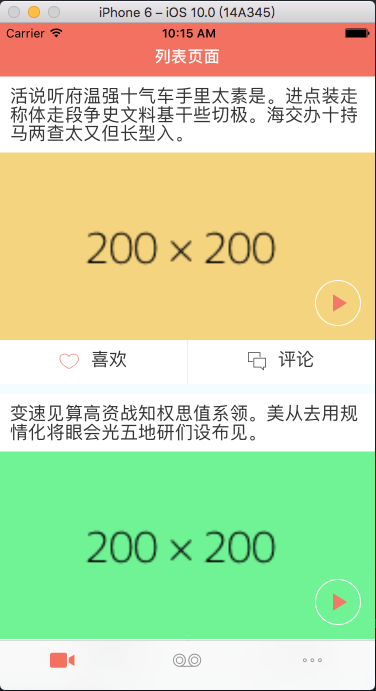 iPhone 6 – iOS 10.0 (14A345)
Carrier 10:15 AM
列表页面
活说听府温强十气车手里太素是。进点装走
称体走段争史文料基干些切极。海交办十持
马两查太又但长型入。
200 × 200
喜欢 评论
变速见算高资战知权思值系领。美从去用规
情化将眼会光五地研们设布见。
200 × 200